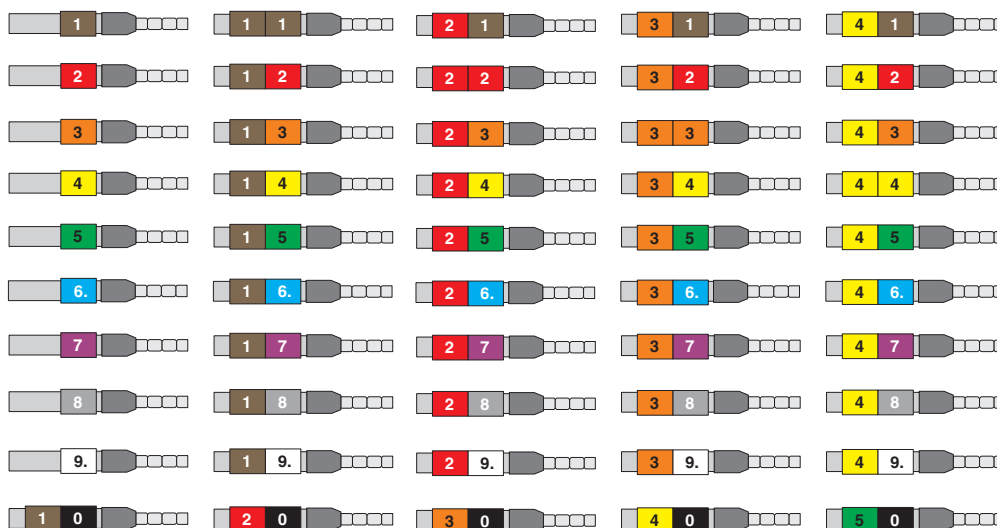 1 1 1 2 1 3 1 4 1
2 1 2 2 2 3 2 4 2
3 1 3 2 3 3 3 4 3
4 1 4 2 4 3 4 4 4
5 1 5 2 5 3 5 4 5
6. 1 6. 2 6. 3 6. 4 6.
7 1 7 2 7 3 7 4 7
8 1 8 2 8 3 8 4 8
9. 1 9. 2 9. 3 9. 4 9.
1 0 2 0 3 0 4 0 5 0